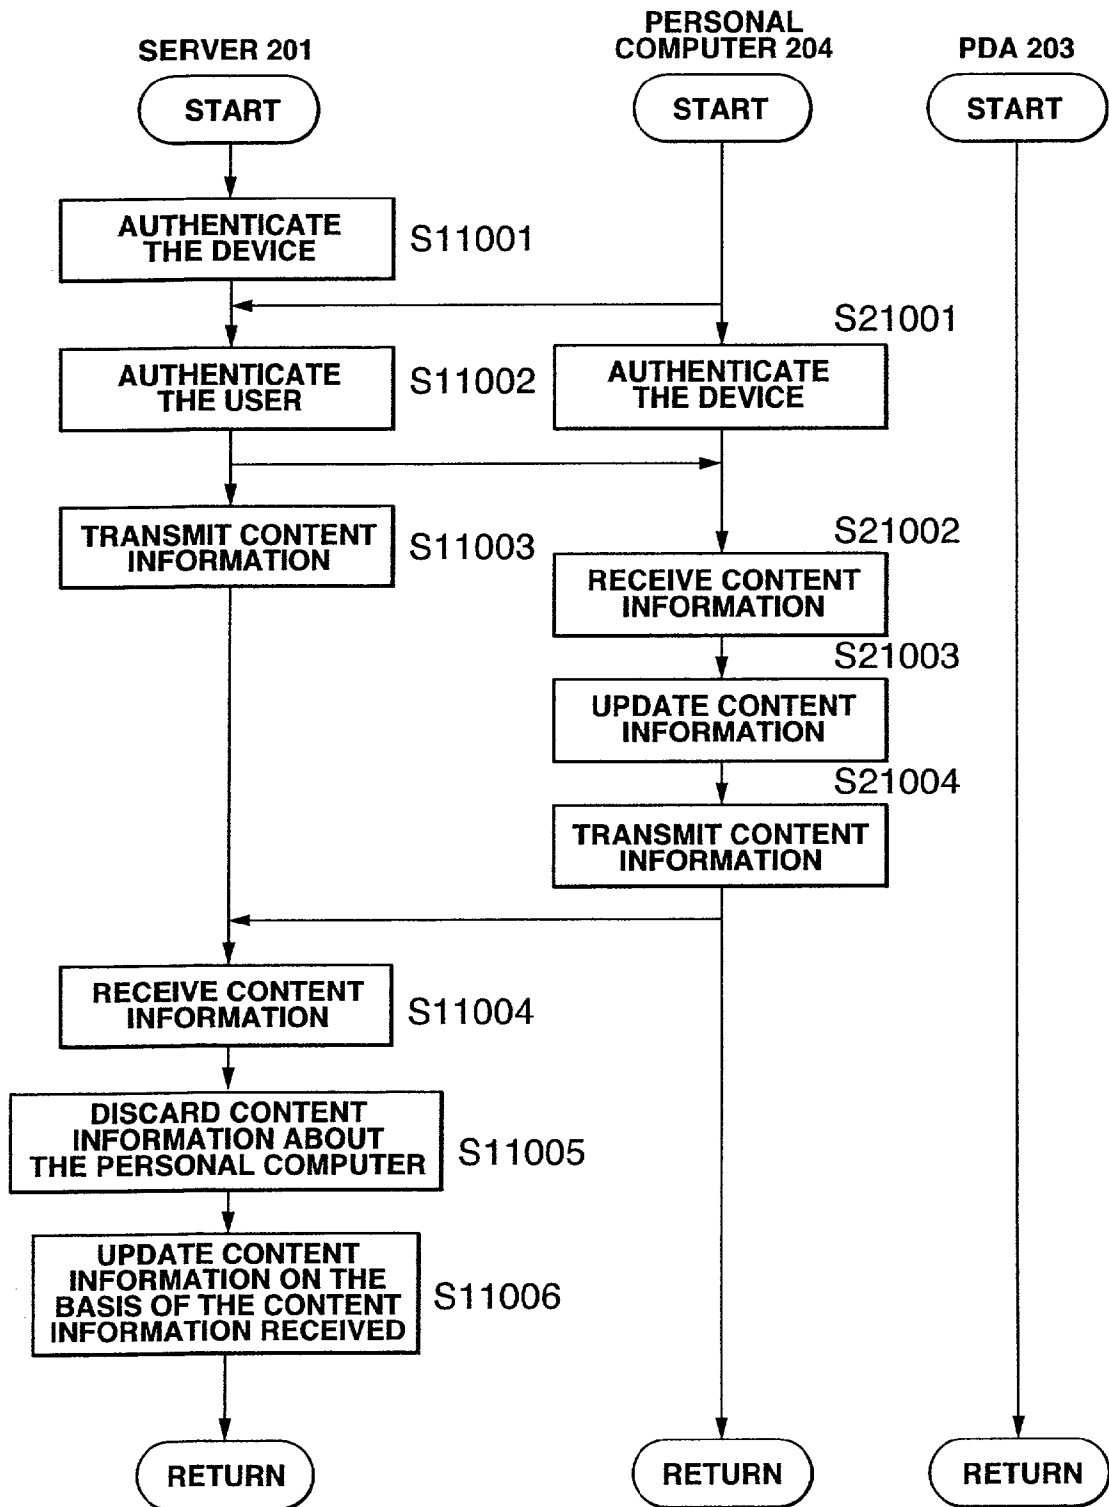 SERVER 201
PERSONAL
COMPUTER 204
PDA 203
START
START
START
AUTHENTICATE
THE DEVICE
S11001
S21001
AUTHENTICATE
THE USER
S11002
AUTHENTICATE
THE DEVICE
TRANSMIT CONTENT
INFORMATION
S11003
S21002
RECEIVE CONTENT
INFORMATION
S21003
UPDATE CONTENT
INFORMATION
S21004
TRANSMIT CONTENT
INFORMATION
RECEIVE CONTENT
INFORMATION
S11004
DISCARD CONTENT
INFORMATION ABOUT
THE PERSONAL COMPUTER
S11005
UPDATE CONTENT
INFORMATION ON THE
BASIS OF THE CONTENT
INFORMATION RECEIVED
S11006
RETURN
RETURN
RETURN